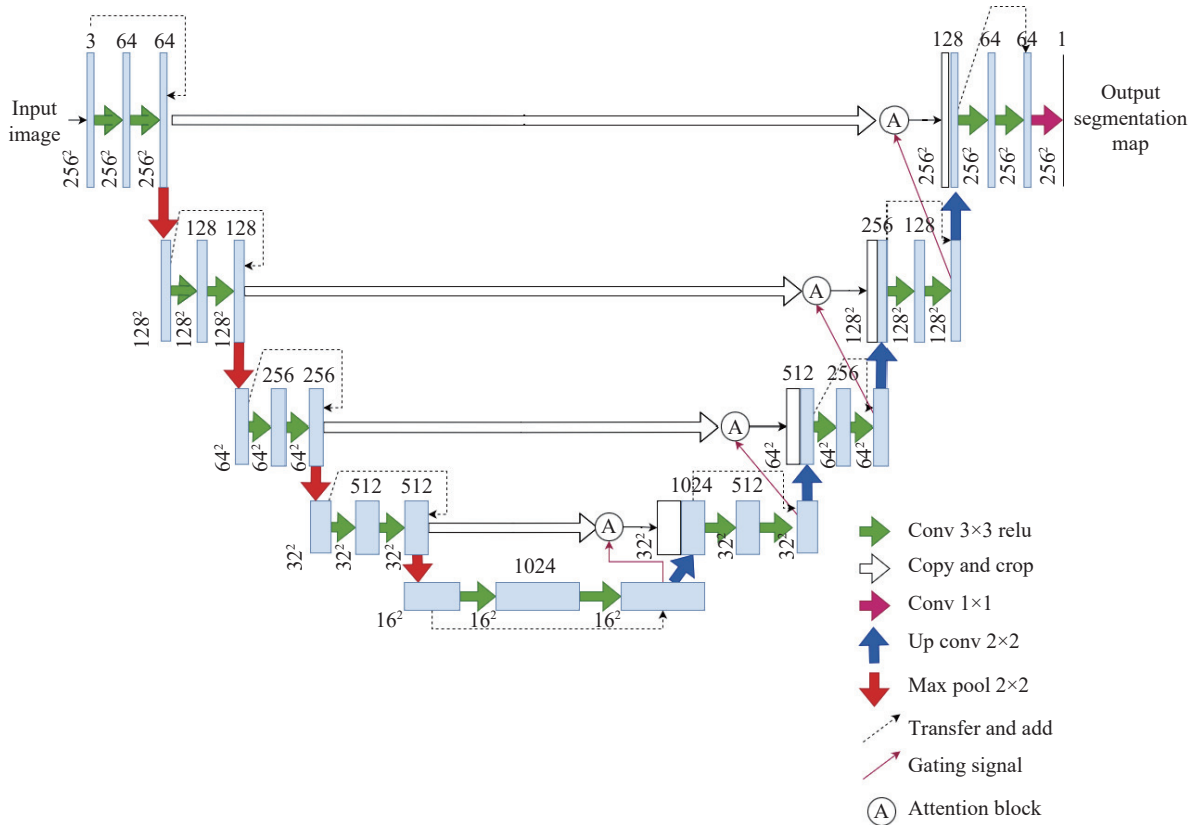 3 64 64
128 64 64 1
Input
image
Output
segmentation
map
A
256² 256² 256²
256² 256² 256² 256²
128 128
256 128
A
128² 128² 128²
128² 128² 128²
256 256
512 256
A
64² 64² 64²
64² 64² 64²
512 512
1024 512
A
32² 32² 32²
32² 32² 32²
1024
16² 16² 16²
Conv 3×3 relu
Copy and crop
Conv 1×1
Up conv 2×2
Max pool 2×2
Transfer and add
Gating signal
A Attention block